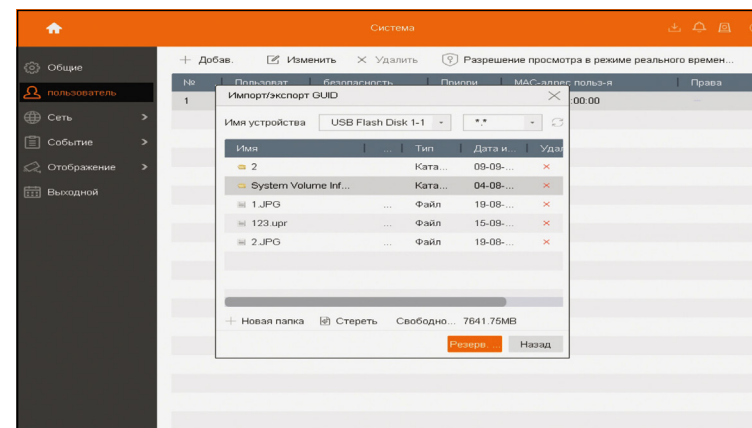 Система
Общие
пользователь
Сеть
Событие
Отображение
Выходной
Добав. Изменить Удалить Разрешение просмотра в режиме реального времен...
№ Пользоват безопасность Приори МАС-адрес польз-я Права
1 :00:00 —
Импорт/экспорт GUID
Имя устройства USB Flash Disk 1-1 *.*
Имя ... Тип Дата и... Удал
2 Ката... 09-09-...
System Volume Inf... Ката... 04-08-...
1.JPG ... Файл 19-08-...
123.upr ... Файл 15-09-...
2.JPG ... Файл 19-08-...
Новая папка Стереть Свободно... 7641.75MB
Резерв. ... Назад